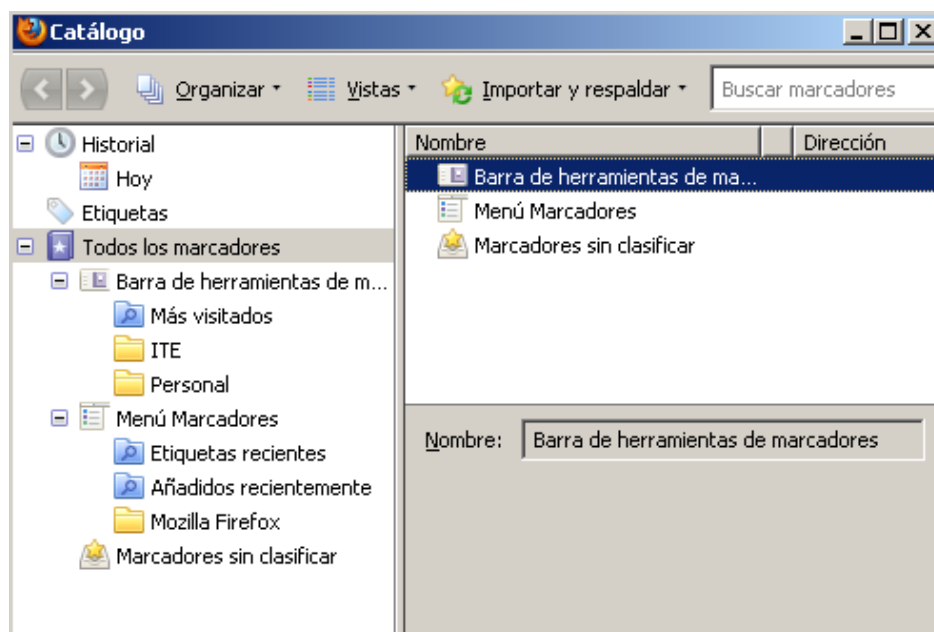 Catálogo
Organizar Vistas Importar y respaldar Buscar marcadores
Historial
Hoy
Etiquetas
Todos los marcadores
Barra de herramientas de m...
Más visitados
ITE
Personal
Menú Marcadores
Etiquetas recientes
Añadidos recientemente
Mozilla Firefox
Marcadores sin clasificar
Nombre Dirección
Barra de herramientas de ma...
Menú Marcadores
Marcadores sin clasificar
Nombre: Barra de herramientas de marcadores